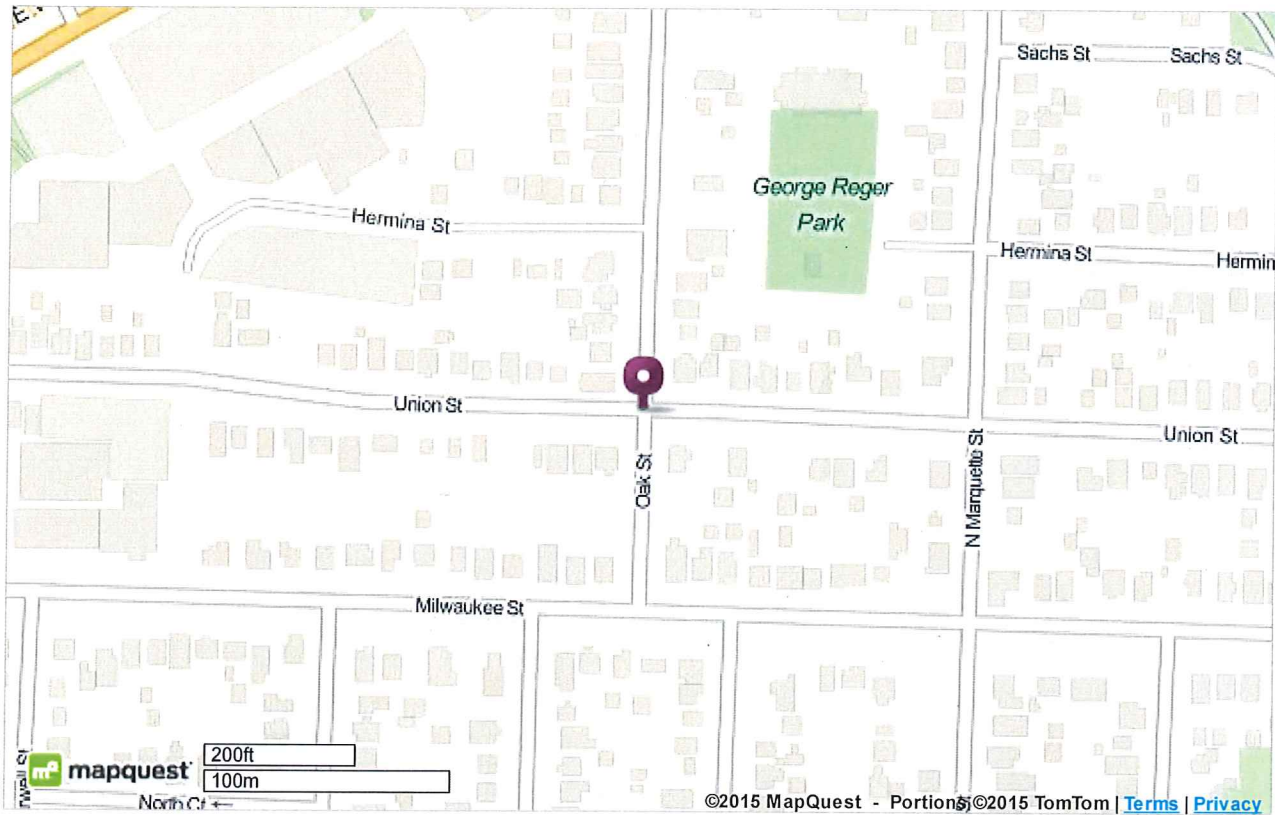 Sachs St
Sachs St
George Reger
Park
Hermina St
Hermina St
Union St
Union St
Oak St
N Marquette St
Milwaukee St
200ft
100m
mapquest
North Ct ←
©2015 MapQuest - Portions ©2015 TomTom | Terms | Privacy